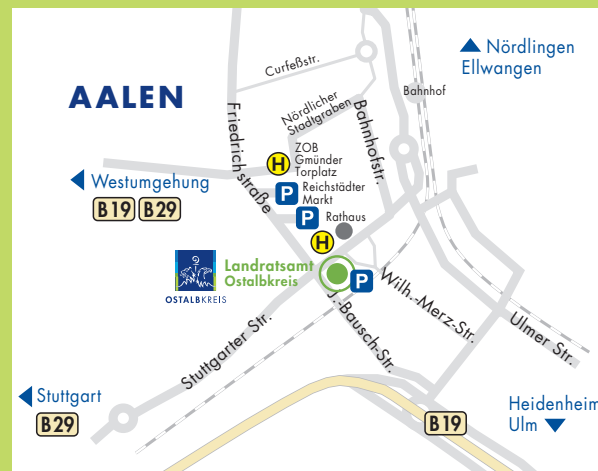 Nördlingen
Ellwangen
Curfeßstr.
AALEN
Bahnhof
Nördlicher
Stadtgraben
Friedrichstraße
Bahnhofstr.
H
ZOB
Gmünder
Torplatz
Westumgehung
P
Reichstädter
Markt
B19 B29
P
Rathaus
H
Landratsamt
Ostalbkreis
P
OSTALBKREIS
Wilh.-Merz-Str.
J.-Bausch-Str.
Stuttgarter Str.
Ulmer Str.
Stuttgart
B29
B19
Heidenheim
Ulm